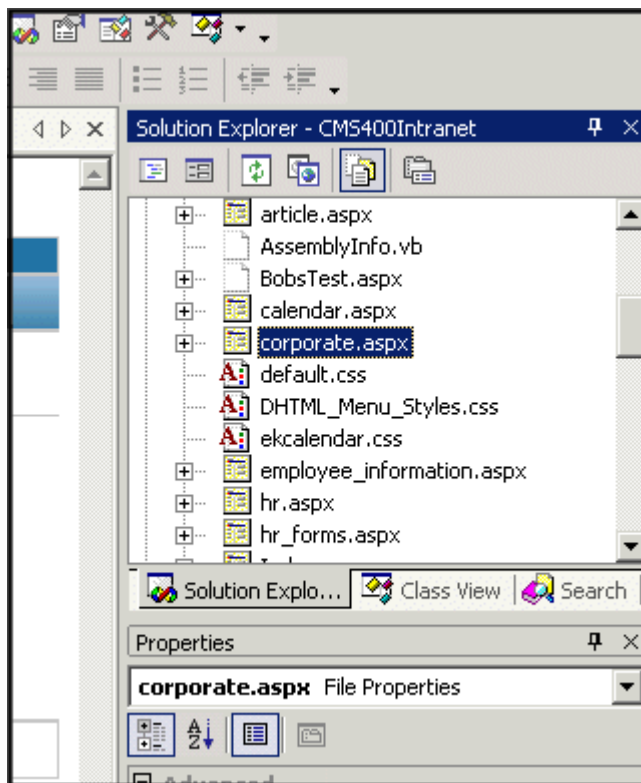 Solution Explorer - CMS400Intranet
article.aspx
AssemblyInfo.vb
BobsTest.aspx
calendar.aspx
corporate.aspx
default.css
DHTML_Menu_Styles.css
ekcalendar.css
employee_information.aspx
hr.aspx
hr_forms.aspx
Solution Explo... Class View Search
Properties
corporate.aspx File Properties
Advanced